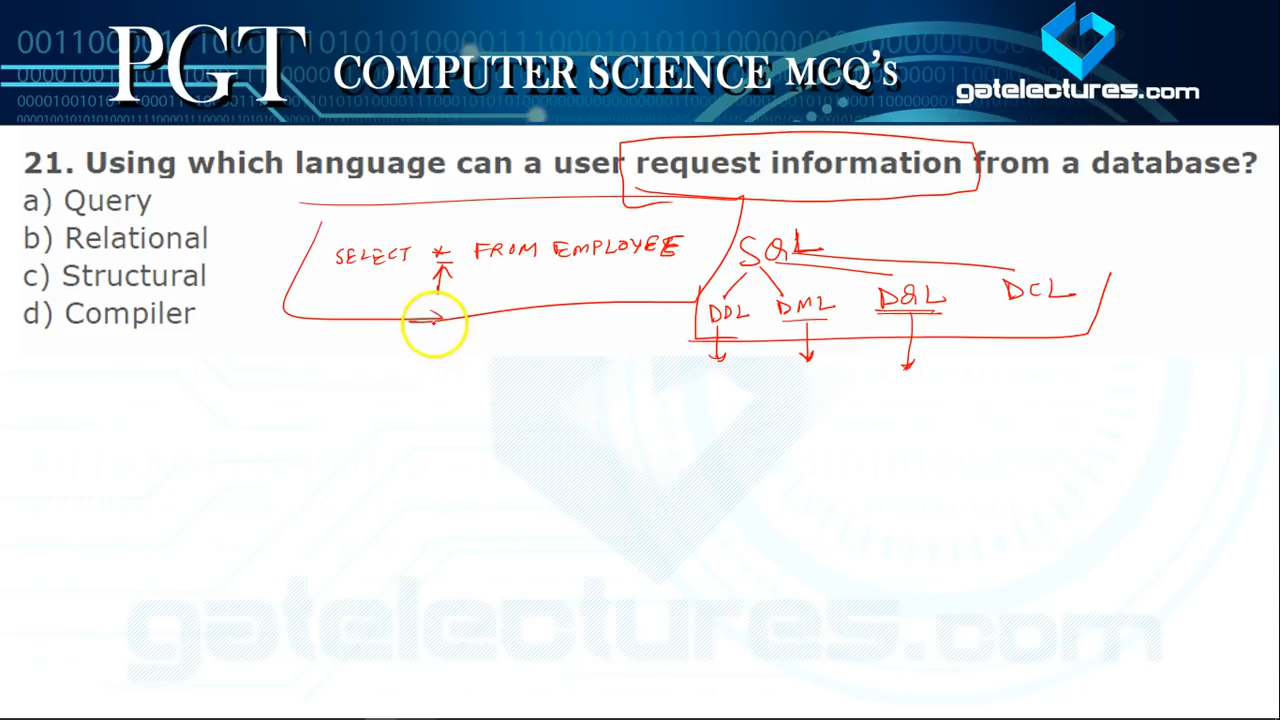 PGT COMPUTER SCIENCE MCQ's
gatelectures.com
21. Using which language can a user request information from a database?
a) Query
b) Relational
c) Structural
d) Compiler
SELECT * FROM EMPLOYEE
SQL
DDL DML DQL DCL
gatelectures.com